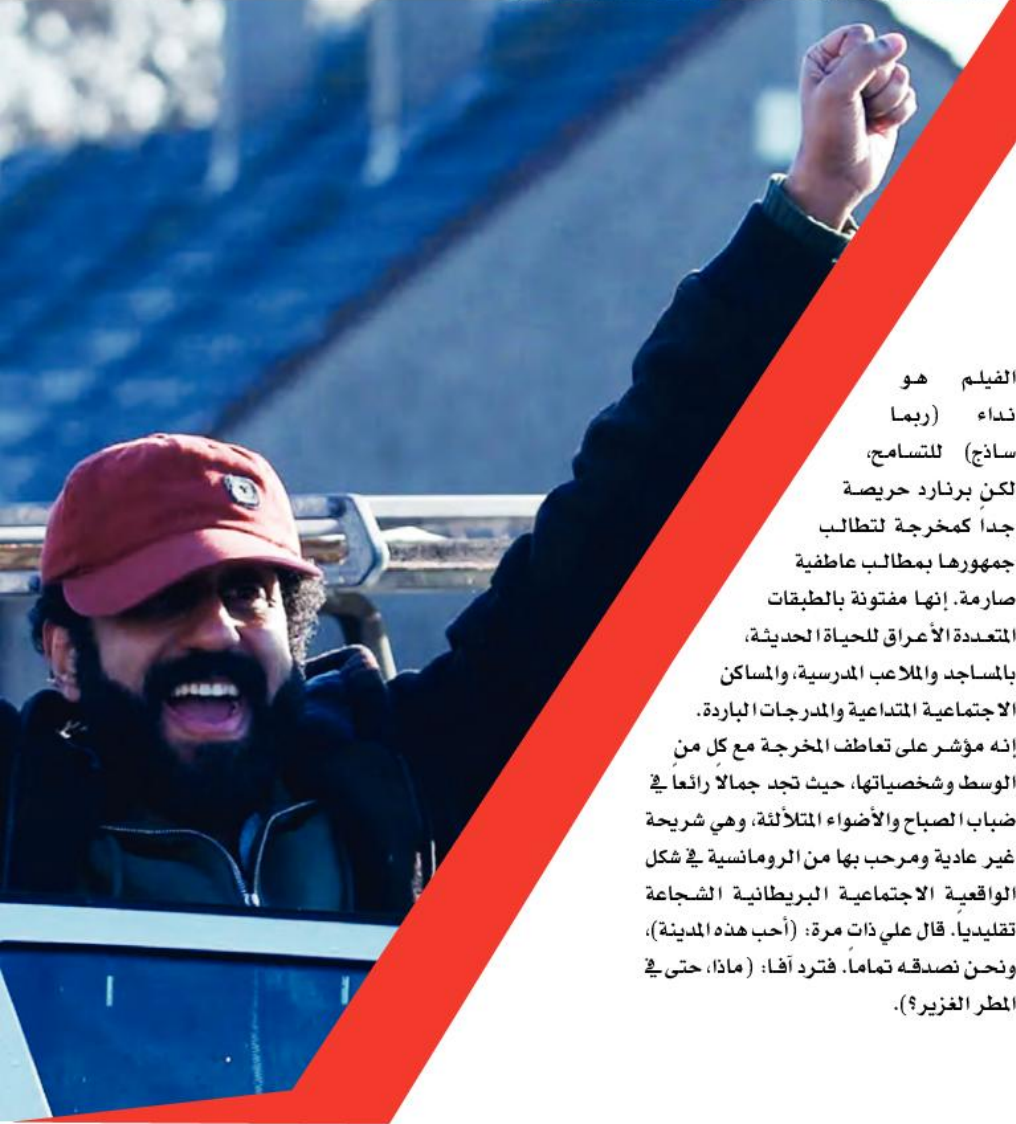 الفيلم هو
نداء (ربما
ساذج) للتسامح،
لكن برنارد حريصة
جداً كمخرجة لتطالب
جمهورها بمطالب عاطفية
صارمة. إنها مفتونة بالطبقات
المتعددة الأعراق للحياة الحديثة،
بالمساجد والملاعب المدرسية، والمساكن
الاجتماعية المتداعية والمدرجات الباردة.
إنه مؤشر على تعاطف المخرجة مع كلٍ من
الوسط وشخصياتها، حيث تجد جمالاً رائعاً في
ضباب الصباح والأضواء المتلألئة، وهي شريحة
غير عادية ومرحب بها من الرومانسية في شكل
الواقعية الاجتماعية البريطانية الشجاعة
تقليدياً. قال علي ذات مرة: (أحب هذه المدينة)،
ونحن نصدقه تماماً. فترد آفا: (ماذا، حتى في
المطر الغزير؟).